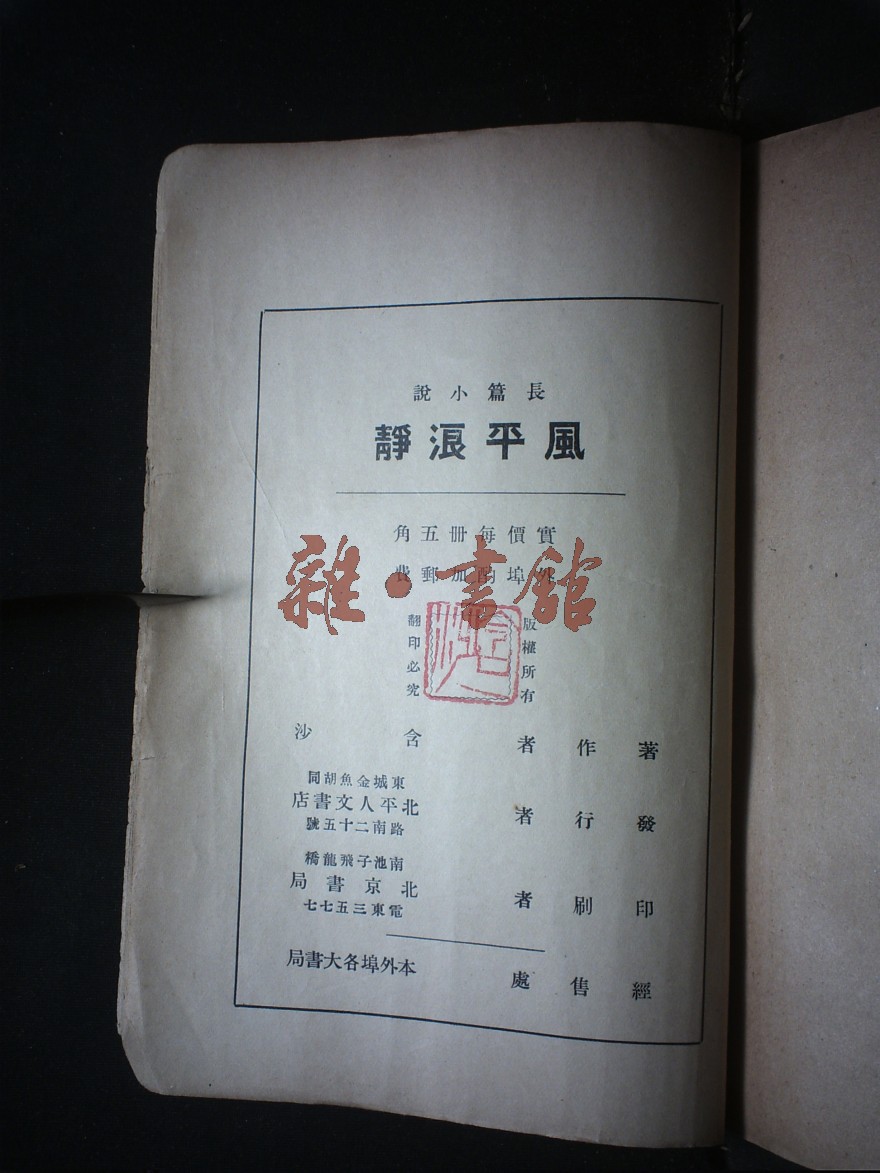 長篇小說
風平浪靜
實價每冊五角
外埠酌加郵費
版權所有
翻印必究
著作者 含沙
東城金魚胡同
發行者 北平人文書店
路南二十五號
南池子飛龍橋
印刷者 北京書局
電東三五七七
經售處 本外埠各大書局
雜·書館